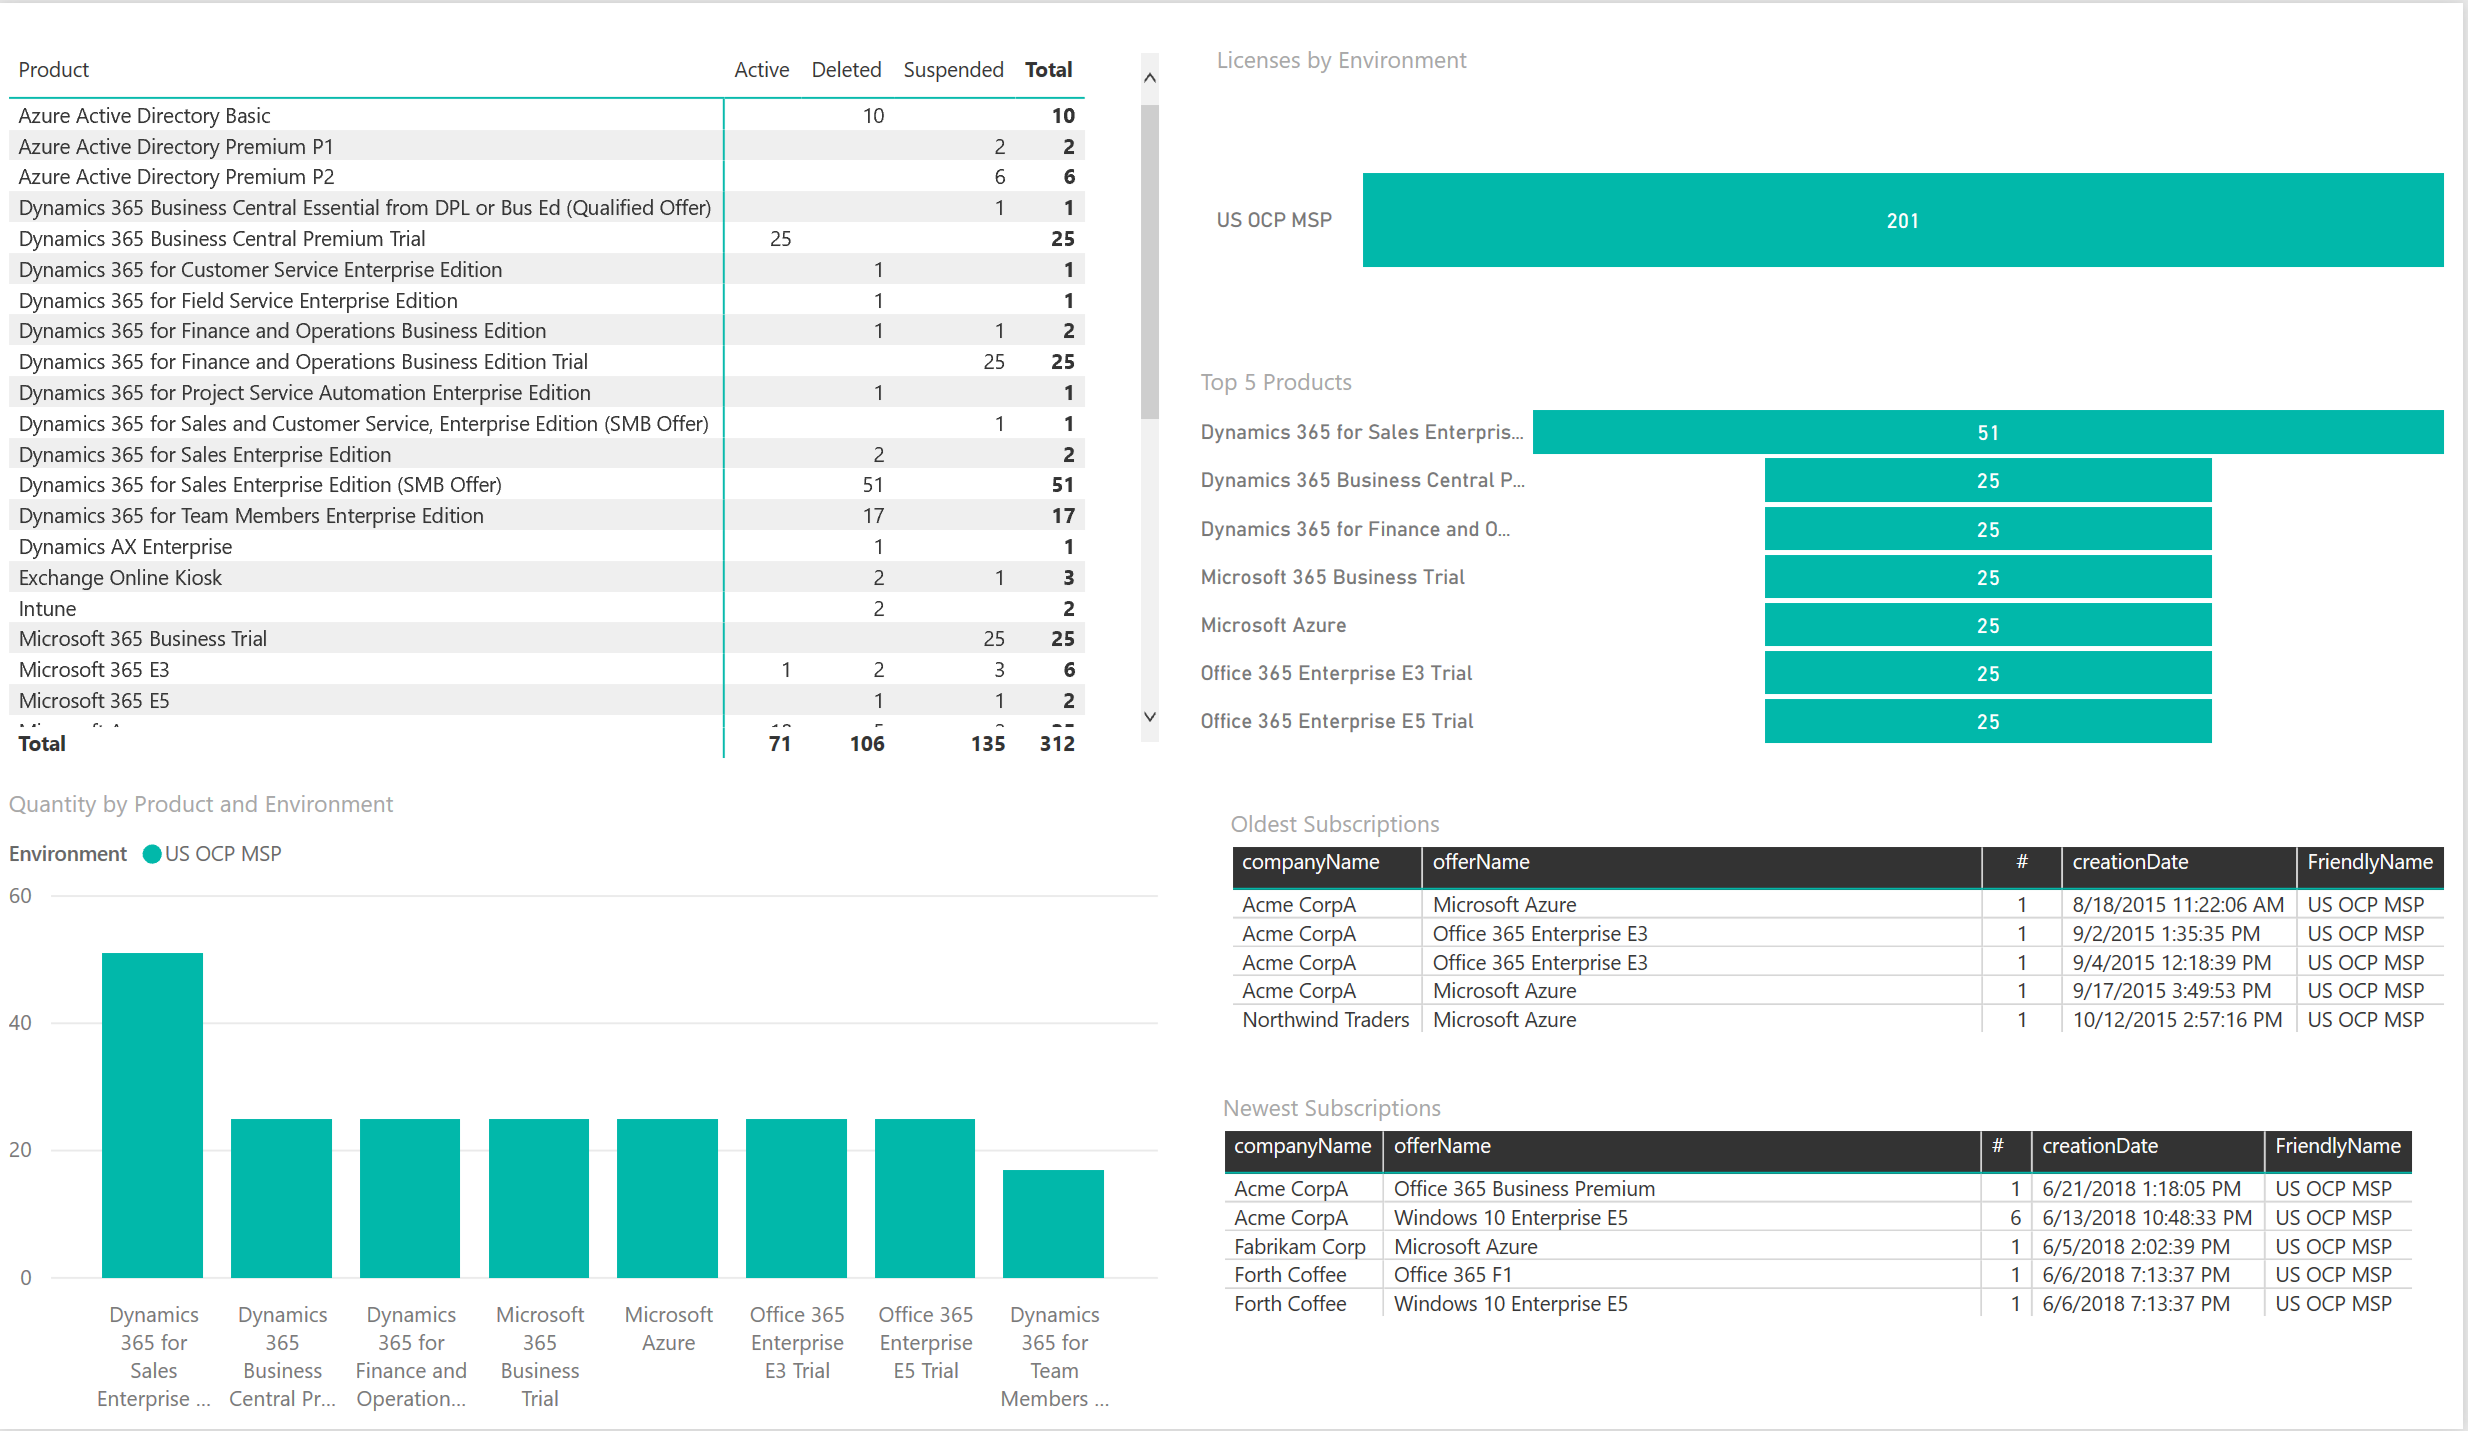 Product Active Deleted Suspended Total
Azure Active Directory Basic 10 10
Azure Active Directory Premium P1 2 2
Azure Active Directory Premium P2 6 6
Dynamics 365 Business Central Essential from DPL or Bus Ed (Qualified Offer) 1 1
Dynamics 365 Business Central Premium Trial 25 25
Dynamics 365 for Customer Service Enterprise Edition 1 1
Dynamics 365 for Field Service Enterprise Edition 1 1
Dynamics 365 for Finance and Operations Business Edition 1 1 2
Dynamics 365 for Finance and Operations Business Edition Trial 25 25
Dynamics 365 for Project Service Automation Enterprise Edition 1 1
Dynamics 365 for Sales and Customer Service, Enterprise Edition (SMB Offer) 1 1
Dynamics 365 for Sales Enterprise Edition 2 2
Dynamics 365 for Sales Enterprise Edition (SMB Offer) 51 51
Dynamics 365 for Team Members Enterprise Edition 17 17
Dynamics AX Enterprise 1 1
Exchange Online Kiosk 2 1 3
Intune 2 2
Microsoft 365 Business Trial 25 25
Microsoft 365 E3 1 2 3 6
Microsoft 365 E5 1 1 2
Total 71 106 135 312
Licenses by Environment
US OCP MSP 201
Top 5 Products
Dynamics 365 for Sales Enterpris... 51
Dynamics 365 Business Central P... 25
Dynamics 365 for Finance and O... 25
Microsoft 365 Business Trial 25
Microsoft Azure 25
Office 365 Enterprise E3 Trial 25
Office 365 Enterprise E5 Trial 25
Quantity by Product and Environment
Environment US OCP MSP
60
40
20
0
Dynamics
365 for
Sales
Enterprise ...
Dynamics
365
Business
Central Pr...
Dynamics
365 for
Finance and
Operation...
Microsoft
365
Business
Trial
Microsoft
Azure
Office 365
Enterprise
E3 Trial
Office 365
Enterprise
E5 Trial
Dynamics
365 for
Team
Members ...
Oldest Subscriptions
companyName offerName # creationDate FriendlyName
Acme CorpA Microsoft Azure 1 8/18/2015 11:22:06 AM US OCP MSP
Acme CorpA Office 365 Enterprise E3 1 9/2/2015 1:35:35 PM US OCP MSP
Acme CorpA Office 365 Enterprise E3 1 9/4/2015 12:18:39 PM US OCP MSP
Acme CorpA Microsoft Azure 1 9/17/2015 3:49:53 PM US OCP MSP
Northwind Traders Microsoft Azure 1 10/12/2015 2:57:16 PM US OCP MSP
Newest Subscriptions
companyName offerName # creationDate FriendlyName
Acme CorpA Office 365 Business Premium 1 6/21/2018 1:18:05 PM US OCP MSP
Acme CorpA Windows 10 Enterprise E5 6 6/13/2018 10:48:33 PM US OCP MSP
Fabrikam Corp Microsoft Azure 1 6/5/2018 2:02:39 PM US OCP MSP
Forth Coffee Office 365 F1 1 6/6/2018 7:13:37 PM US OCP MSP
Forth Coffee Windows 10 Enterprise E5 1 6/6/2018 7:13:37 PM US OCP MSP